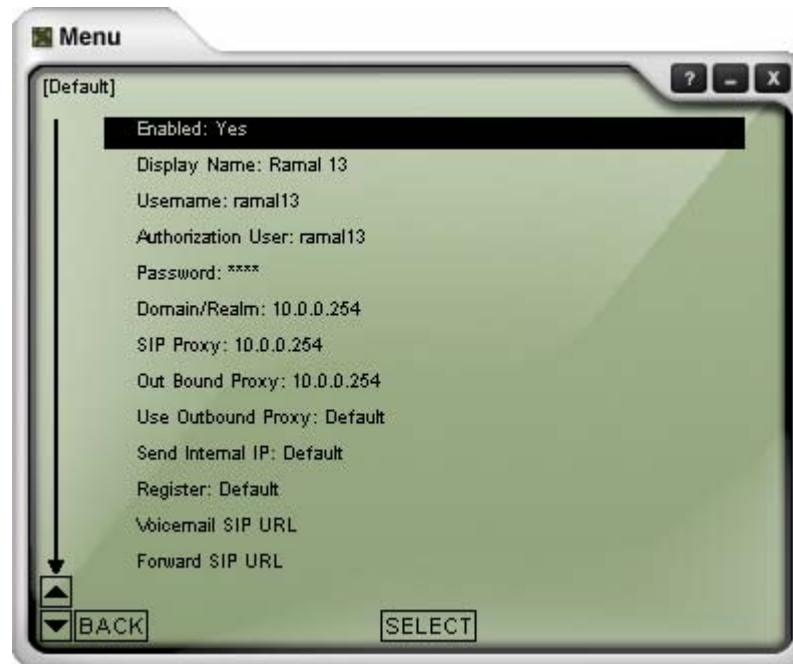 Menu
? - X
[Default]
Enabled: Yes
Display Name: Ramal 13
Username: ramal13
Authorization User: ramal13
Password: ****
Domain/Realm: 10.0.0.254
SIP Proxy: 10.0.0.254
Out Bound Proxy: 10.0.0.254
Use Outbound Proxy: Default
Send Internal IP: Default
Register: Default
Voicemail SIP URL
Forward SIP URL
BACK SELECT